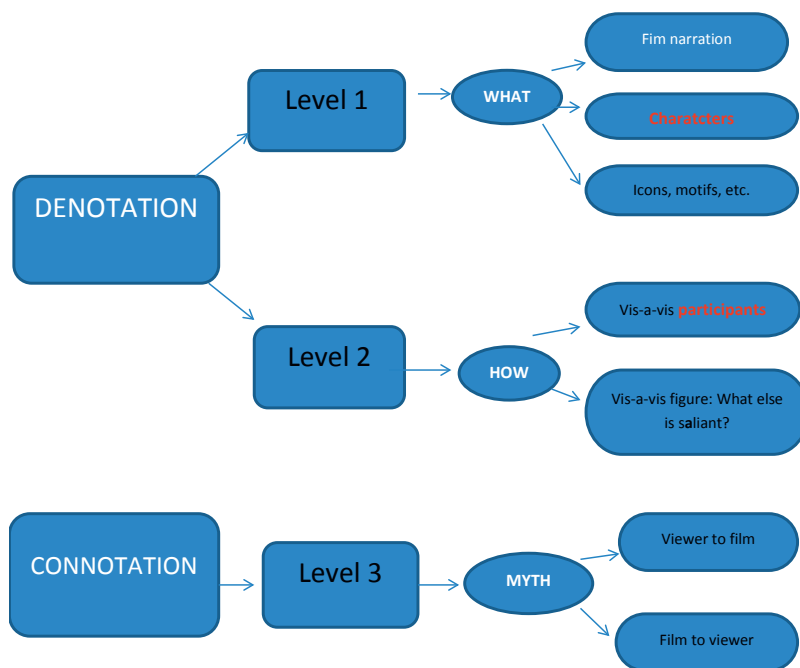 DENOTATION
Level 1
WHAT
Fim narration
Charatcters
Icons, motifs, etc.
Level 2
HOW
Vis-a-vis participants
Vis-a-vis figure: What else
is saliant?
CONNOTATION
Level 3
MYTH
Viewer to film
Film to viewer